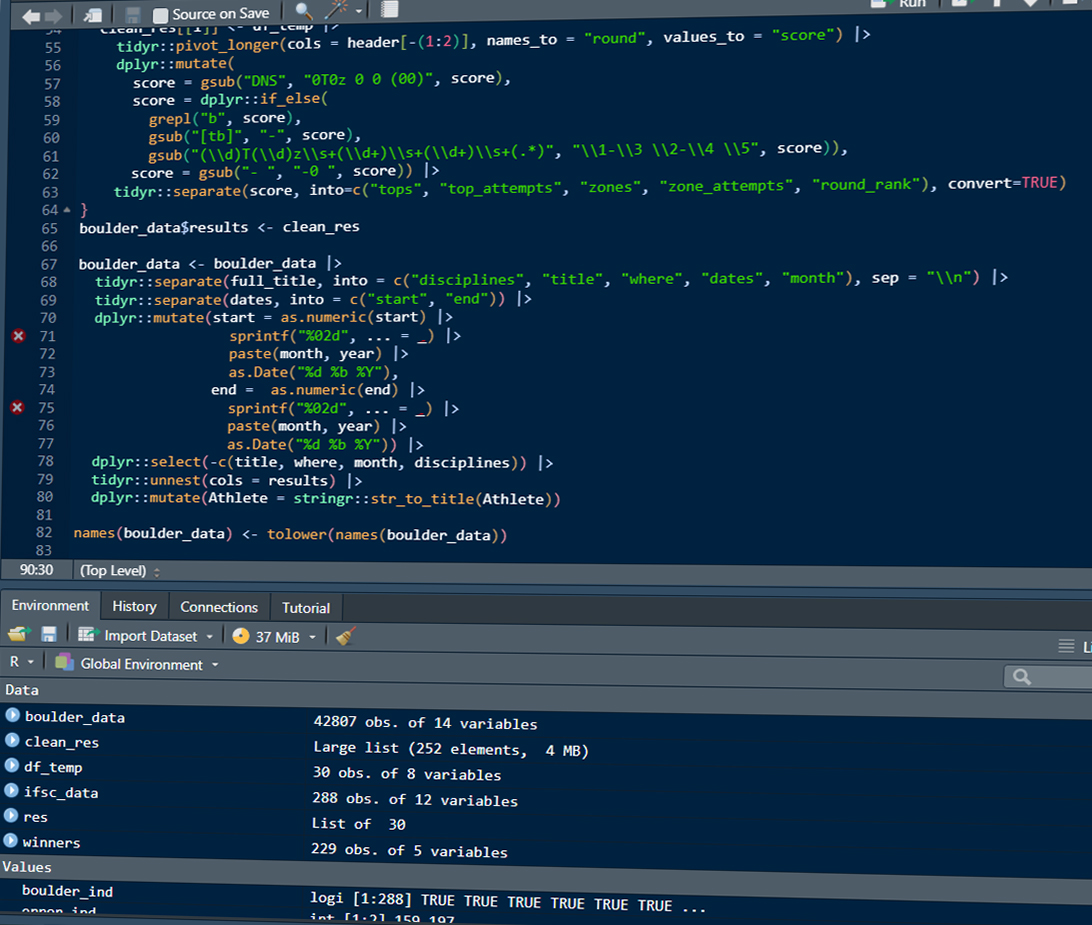 Source on Save
Run
54
clean_res[[i]] <- df_temp |>
55 tidyr::pivot_longer(cols = header[-(1:2)], names_to = "round", values_to = "score") |>
56 dplyr::mutate(
57 score = gsub("DNS", "0T0z 0 0 (00)", score),
58 score = dplyr::if_else(
59 grepl("b", score),
60 gsub("[tb]", "-", score),
61 gsub("(\\d)T(\\d)z\\s+(\\d+)\\s+(\\d+)\\s+(.*)", "\\1-\\3 \\2-\\4 \\5", score)),
62 score = gsub("- ", "-0 ", score)) |>
63 tidyr::separate(score, into=c("tops", "top_attempts", "zones", "zone_attempts", "round_rank"), convert=TRUE)
64 }
65 boulder_data$results <- clean_res
66
67 boulder_data <- boulder_data |>
68 tidyr::separate(full_title, into = c("disciplines", "title", "where", "dates", "month"), sep = "\\n") |>
69 tidyr::separate(dates, into = c("start", "end")) |>
70 dplyr::mutate(start = as.numeric(start) |>
71 sprintf("%02d", ... = _) |>
72 paste(month, year) |>
73 as.Date("%d %b %Y"),
74 end = as.numeric(end) |>
75 sprintf("%02d", ... = _) |>
76 paste(month, year) |>
77 as.Date("%d %b %Y")) |>
78 dplyr::select(-c(title, where, month, disciplines)) |>
79 tidyr::unnest(cols = results) |>
80 dplyr::mutate(Athlete = stringr::str_to_title(Athlete))
81
82 names(boulder_data) <- tolower(names(boulder_data))
83
90:30 (Top Level)
Environment History Connections Tutorial
Import Dataset 37 MiB
Li
R Global Environment
Data
boulder_data 42807 obs. of 14 variables
clean_res Large list (252 elements, 4 MB)
df_temp 30 obs. of 8 variables
ifsc_data 288 obs. of 12 variables
res List of 30
winners 229 obs. of 5 variables
Values
boulder_ind logi [1:288] TRUE TRUE TRUE TRUE TRUE TRUE ...
int [1:2] 159 197